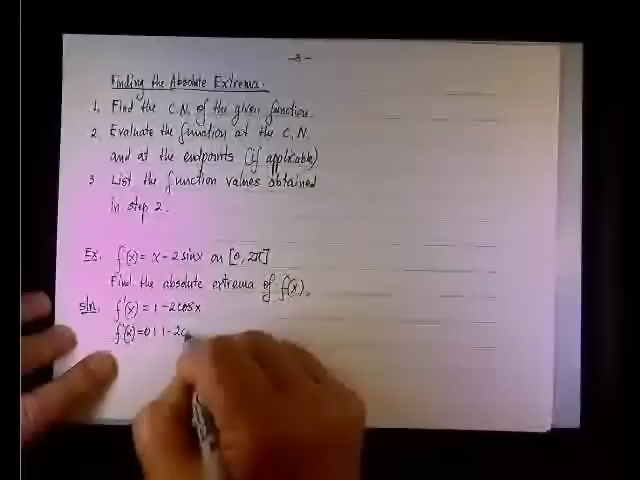 -3-
Finding the Absolute Extrema.
1. Find the C.N. of the given function.
2. Evaluate the function at the C.N.
and at the endpoints (if applicable)
3 List the function values obtained
in step 2.
Ex. f(x) = x - 2sinx on [0, 2π]
Find the absolute extrema of f(x).
Sln. f'(x) = 1 - 2cosx
f'(x) = 0 : 1 - 2c